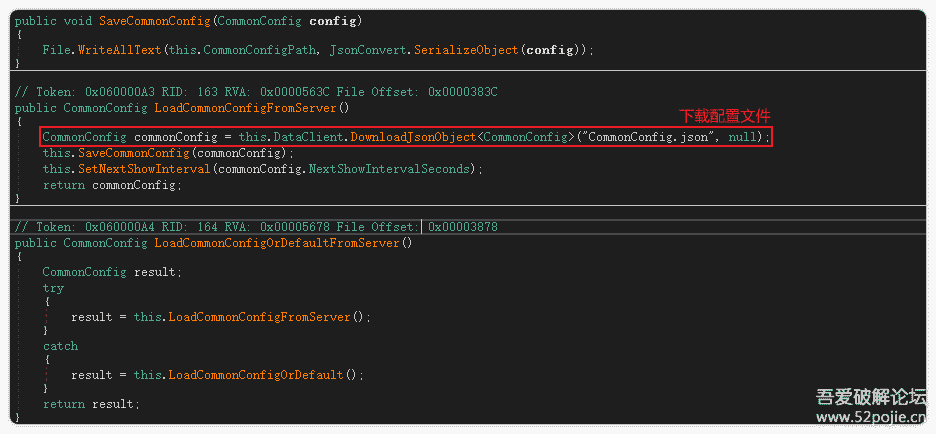 public void SaveCommonConfig(CommonConfig config)
{
File.WriteAllText(this.CommonConfigPath, JsonConvert.SerializeObject(config));
}
// Token: 0x060000A3 RID: 163 RVA: 0x0000563C File Offset: 0x0000383C
public CommonConfig LoadCommonConfigFromServer()
下载配置文件
{
CommonConfig commonConfig = this.DataClient.DownloadJsonObject<CommonConfig>("CommonConfig.json", null);
this.SaveCommonConfig(commonConfig);
this.SetNextShowInterval(commonConfig.NextShowIntervalSeconds);
return commonConfig;
}
// Token: 0x060000A4 RID: 164 RVA: 0x00005678 File Offset: 0x00003878
public CommonConfig LoadCommonConfigOrDefaultFromServer()
{
CommonConfig result;
try
{
result = this.LoadCommonConfigFromServer();
}
catch
{
result = this.LoadCommonConfigOrDefault();
}
return result;
}
吾爱破解论坛
www.52pojie.cn